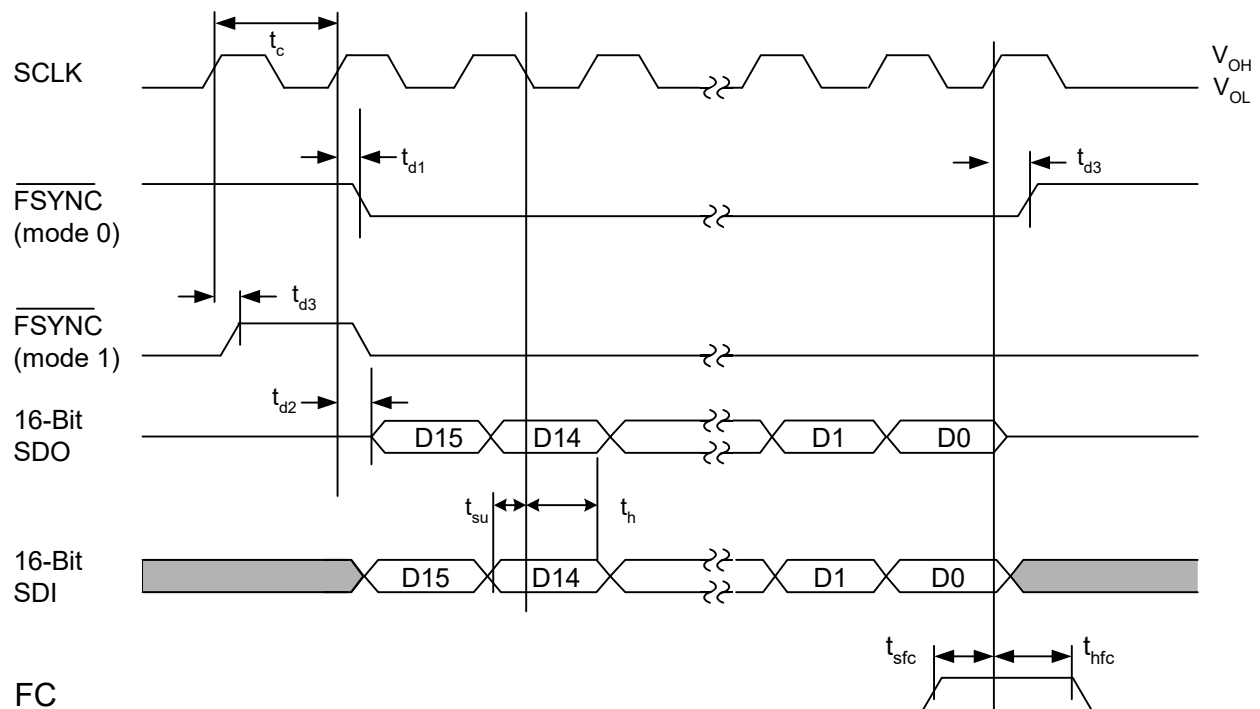 t_c
SCLK
V_OH
V_OL
t_d1
t_d3
FSYNC
(mode 0)
t_d3
FSYNC
(mode 1)
t_d2
16-Bit
SDO
D15 D14 D1 D0
t_su t_h
16-Bit
SDI
D15 D14 D1 D0
t_sfc t_hfc
FC